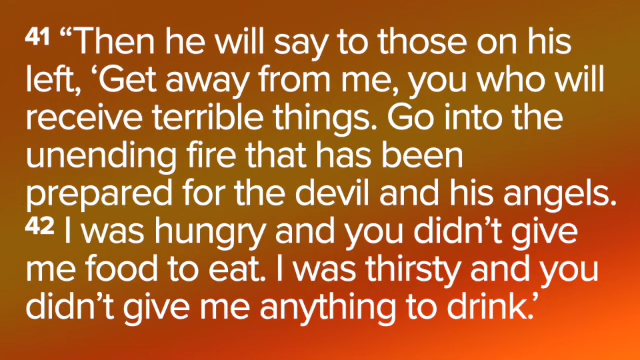 41 “Then he will say to those on his
left, ‘Get away from me, you who will
receive terrible things. Go into the
unending fire that has been
prepared for the devil and his angels.
42 I was hungry and you didn’t give
me food to eat. I was thirsty and you
didn’t give me anything to drink.’